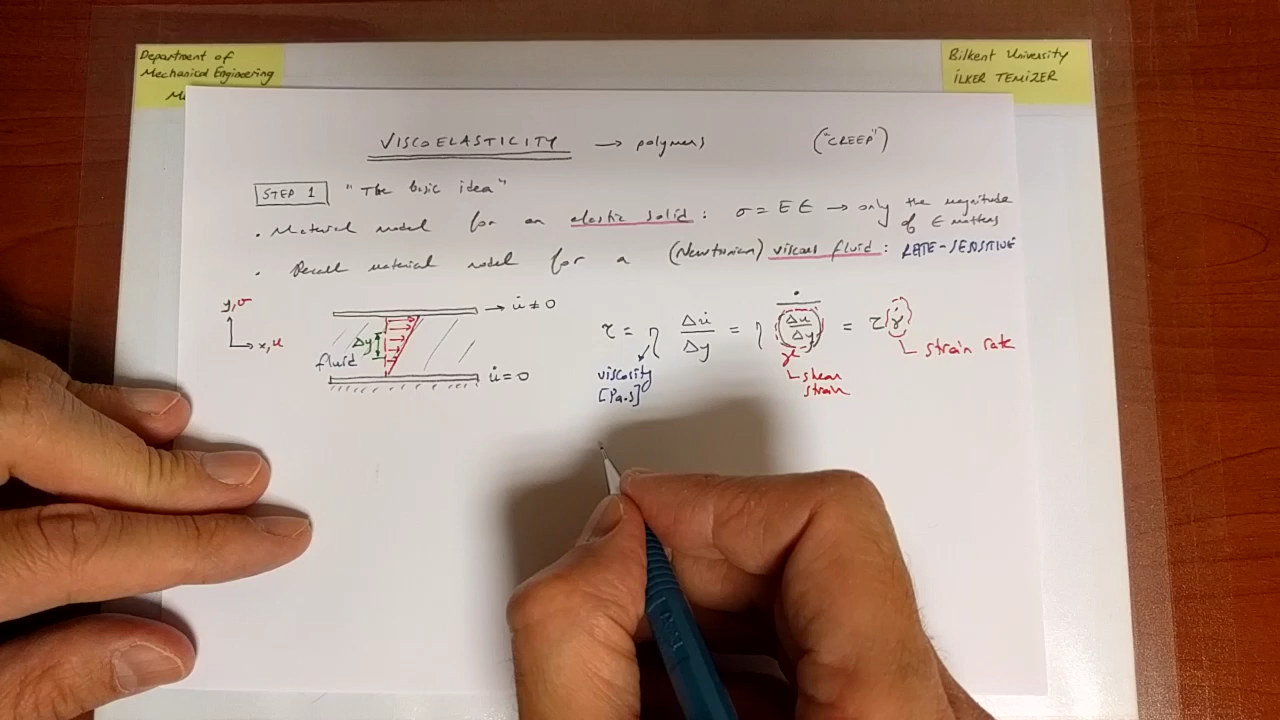 Department of
Mechanical Engineering
Bilkent University
İLKER TEMİZER
VISCOELASTICITY → polymers ("CREEP")
STEP 1 "The basic idea"
• Material model for an elastic solid: σ = E ε → only the magnitude
of ε matters
• Recall material model for a (Newtonian) viscous fluid: RATE-SENSITIVE
y,v
x,u
fluid
Δy
→ u̇ ≠ 0
u̇ = 0
τ = η Δu̇/Δy = η (Δu/Δy)˙ = τ γ̇
viscosity
[Pa.s]
γ
shear
strain
strain rate